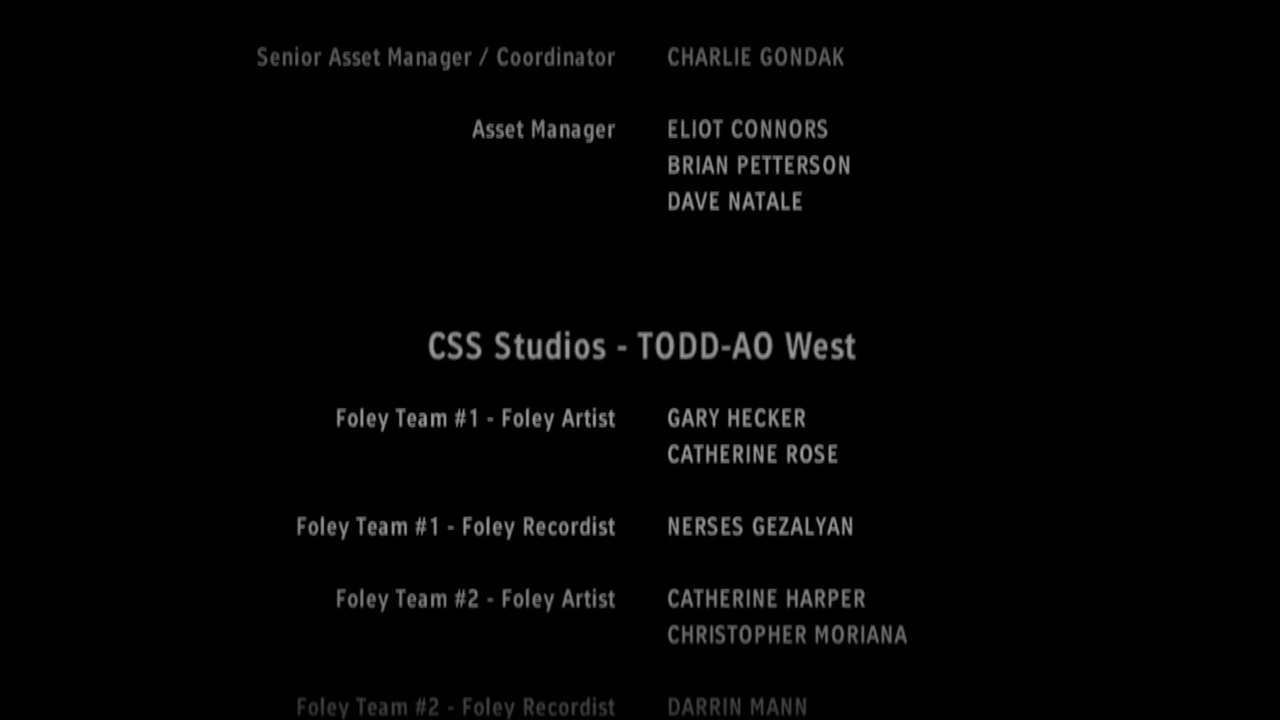 Senior Asset Manager / Coordinator CHARLIE GONDAK
Asset Manager ELIOT CONNORS
BRIAN PETTERSON
DAVE NATALE
CSS Studios - TODD-AO West
Foley Team #1 - Foley Artist GARY HECKER
CATHERINE ROSE
Foley Team #1 - Foley Recordist NERSES GEZALYAN
Foley Team #2 - Foley Artist CATHERINE HARPER
CHRISTOPHER MORIANA
Foley Team #2 - Foley Recordist DARRIN MANN